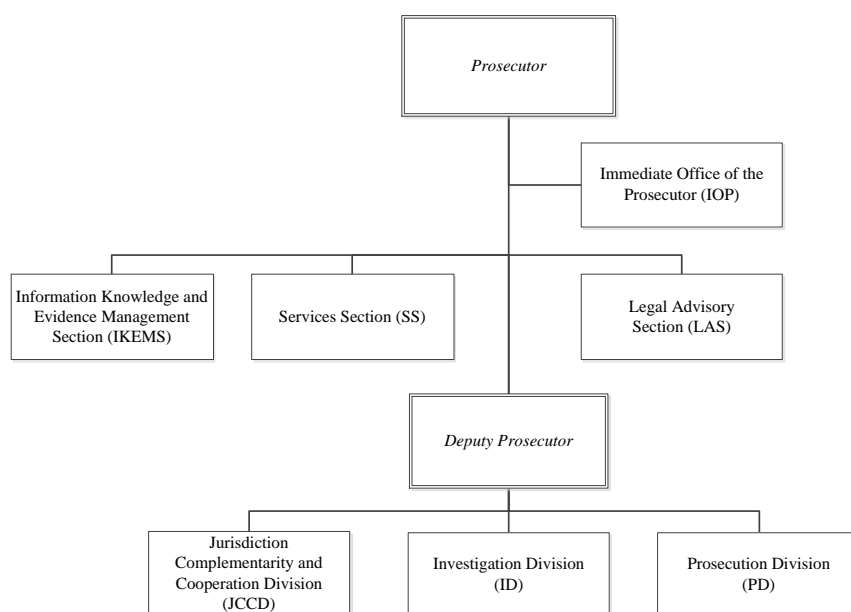 Prosecutor
Immediate Office of the
Prosecutor (IOP)
Information Knowledge and
Evidence Management
Section (IKEMS)
Services Section (SS)
Legal Advisory
Section (LAS)
Deputy Prosecutor
Jurisdiction
Complementarity and
Cooperation Division
(JCCD)
Investigation Division
(ID)
Prosecution Division
(PD)